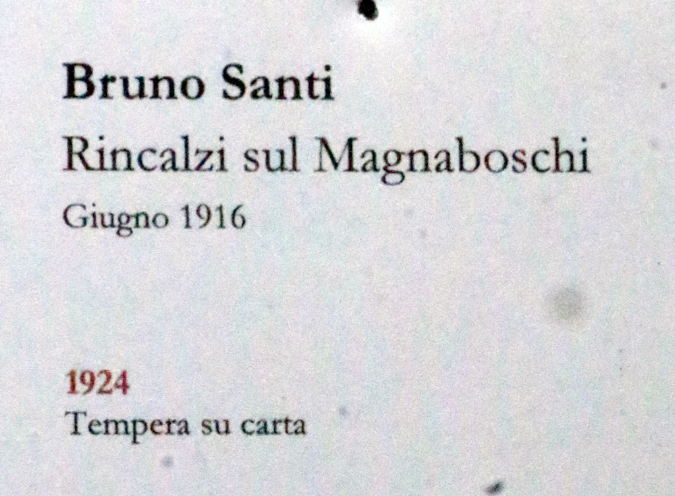 Bruno Santi
Rincalzi sul Magnaboschi
Giugno 1916
1924
Tempera su carta